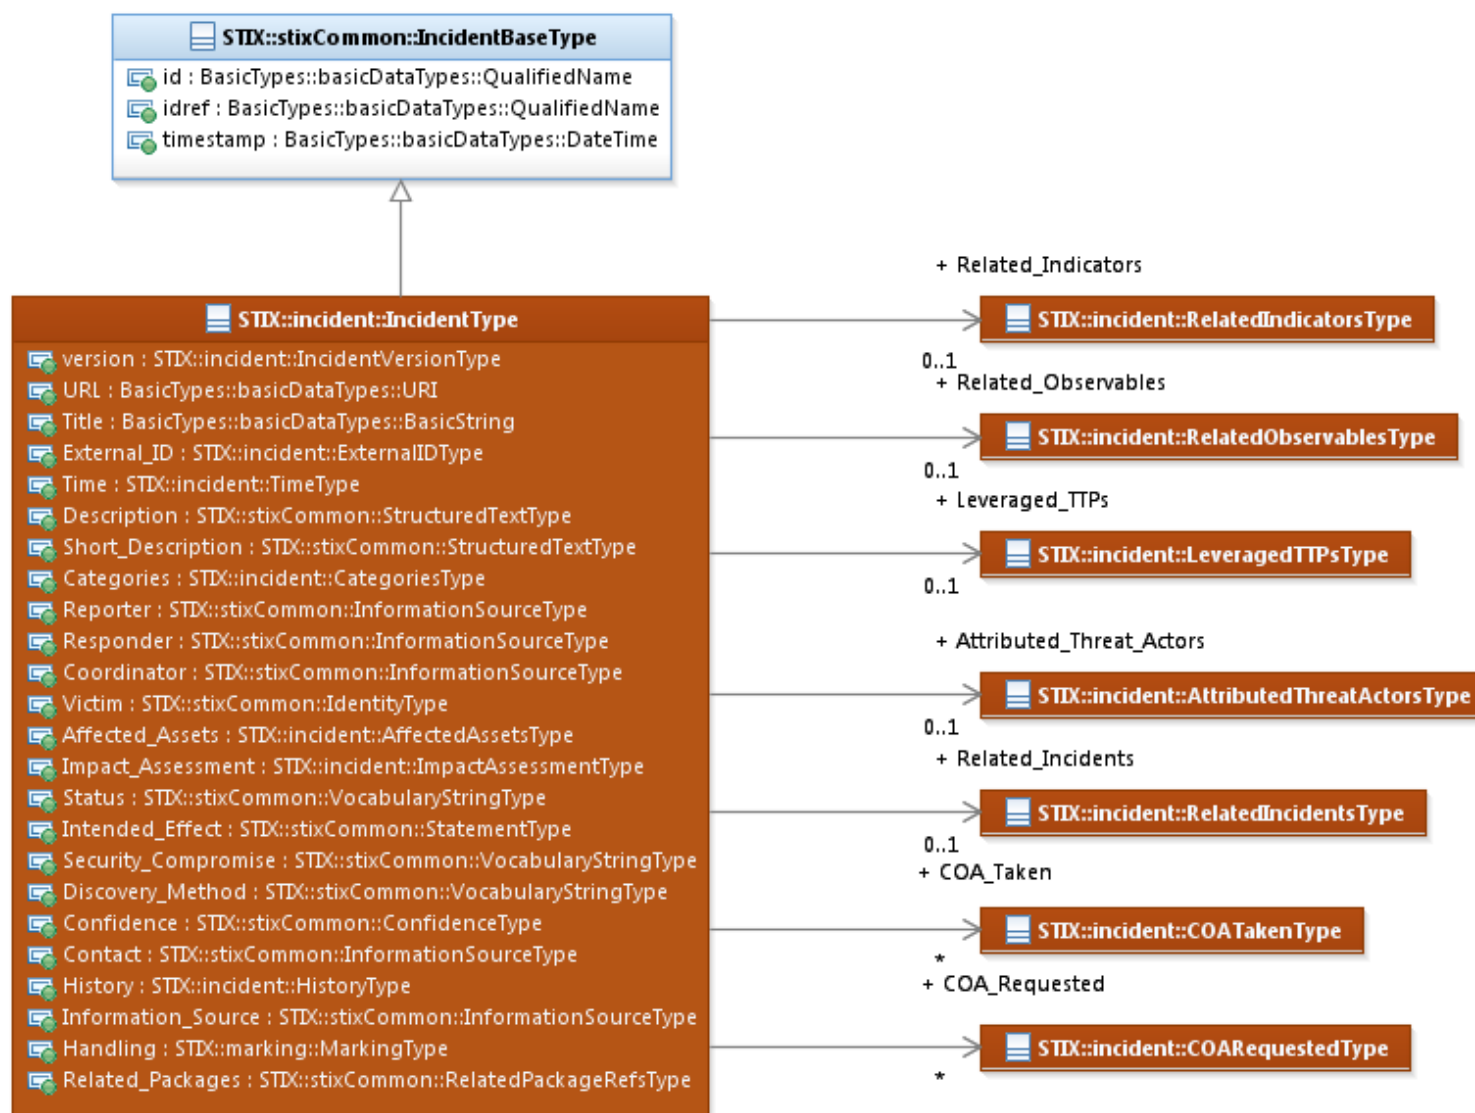 STIX::stixCommon::IncidentBaseType
id : BasicTypes::basicDataTypes::QualifiedName
idref : BasicTypes::basicDataTypes::QualifiedName
timestamp : BasicTypes::basicDataTypes::DateTime
STIX::incident::IncidentType
version : STIX::incident::IncidentVersionType
URL : BasicTypes::basicDataTypes::URI
Title : BasicTypes::basicDataTypes::BasicString
External_ID : STIX::incident::ExternalIDType
Time : STIX::incident::TimeType
Description : STIX::stixCommon::StructuredTextType
Short_Description : STIX::stixCommon::StructuredTextType
Categories : STIX::incident::CategoriesType
Reporter : STIX::stixCommon::InformationSourceType
Responder : STIX::stixCommon::InformationSourceType
Coordinator : STIX::stixCommon::InformationSourceType
Victim : STIX::stixCommon::IdentityType
Affected_Assets : STIX::incident::AffectedAssetsType
Impact_Assessment : STIX::incident::ImpactAssessmentType
Status : STIX::stixCommon::VocabularyStringType
Intended_Effect : STIX::stixCommon::StatementType
Security_Compromise : STIX::stixCommon::VocabularyStringType
Discovery_Method : STIX::stixCommon::VocabularyStringType
Confidence : STIX::stixCommon::ConfidenceType
Contact : STIX::stixCommon::InformationSourceType
History : STIX::incident::HistoryType
Information_Source : STIX::stixCommon::InformationSourceType
Handling : STIX::marking::MarkingType
Related_Packages : STIX::stixCommon::RelatedPackageRefsType
+ Related_Indicators
STIX::incident::RelatedIndicatorsType
0..1
+ Related_Observables
STIX::incident::RelatedObservablesType
0..1
+ Leveraged_TTPs
STIX::incident::LeveragedTTPsType
0..1
+ Attributed_Threat_Actors
STIX::incident::AttributedThreatActorsType
0..1
+ Related_Incidents
STIX::incident::RelatedIncidentsType
0..1
+ COA_Taken
STIX::incident::COATakenType
*
+ COA_Requested
STIX::incident::COARequestedType
*